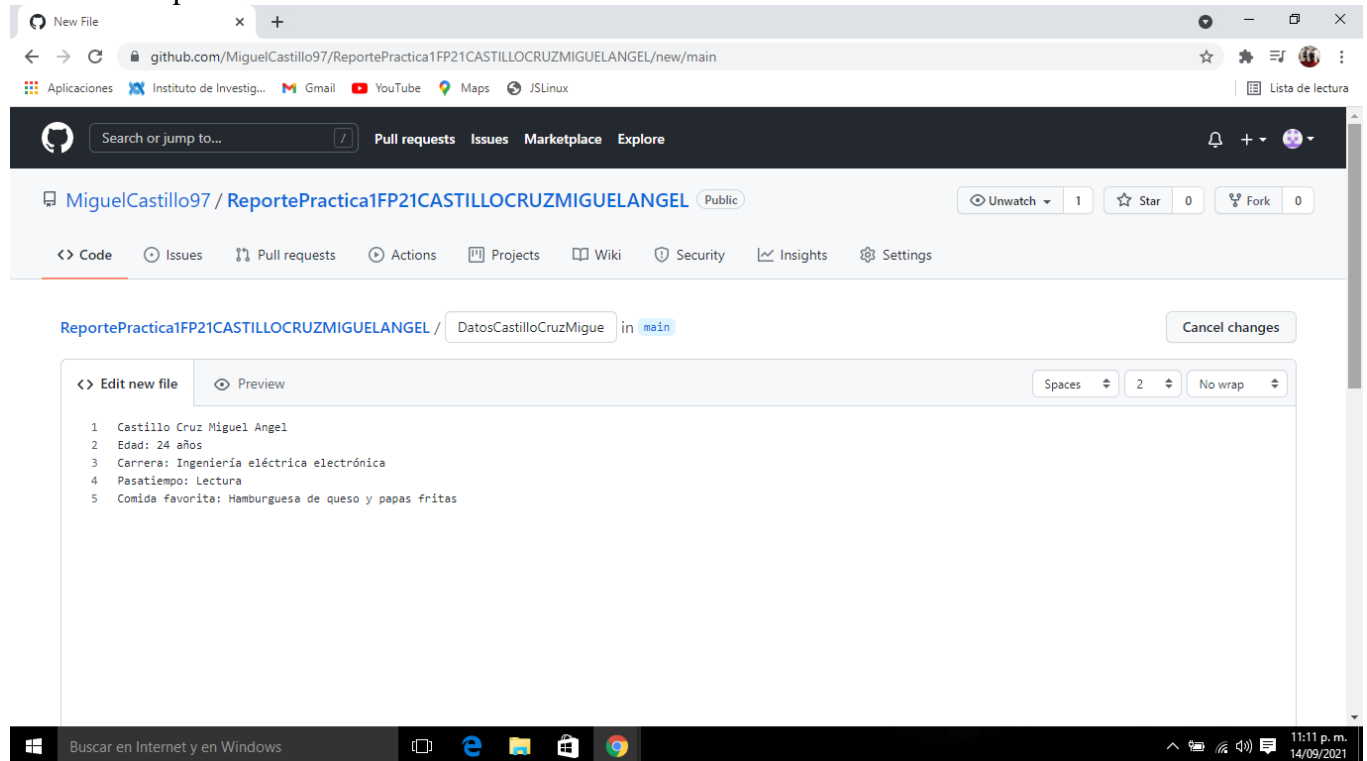 New File
github.com/MiguelCastillo97/ReportePractica1FP21CASTILLOCRUZMIGUELANGEL/new/main
Aplicaciones Instituto de Investig... Gmail YouTube Maps JSLinux Lista de lectura
Search or jump to... / Pull requests Issues Marketplace Explore
MiguelCastillo97 / ReportePractica1FP21CASTILLOCRUZMIGUELANGEL Public Unwatch 1 Star 0 Fork 0
Code Issues Pull requests Actions Projects Wiki Security Insights Settings
ReportePractica1FP21CASTILLOCRUZMIGUELANGEL / DatosCastilloCruzMigue in main Cancel changes
Edit new file Preview Spaces 2 No wrap
1 Castillo Cruz Miguel Angel
2 Edad: 24 años
3 Carrera: Ingeniería eléctrica electrónica
4 Pasatiempo: Lectura
5 Comida favorita: Hamburguesa de queso y papas fritas
Buscar en Internet y en Windows
11:11 p. m.
14/09/2021